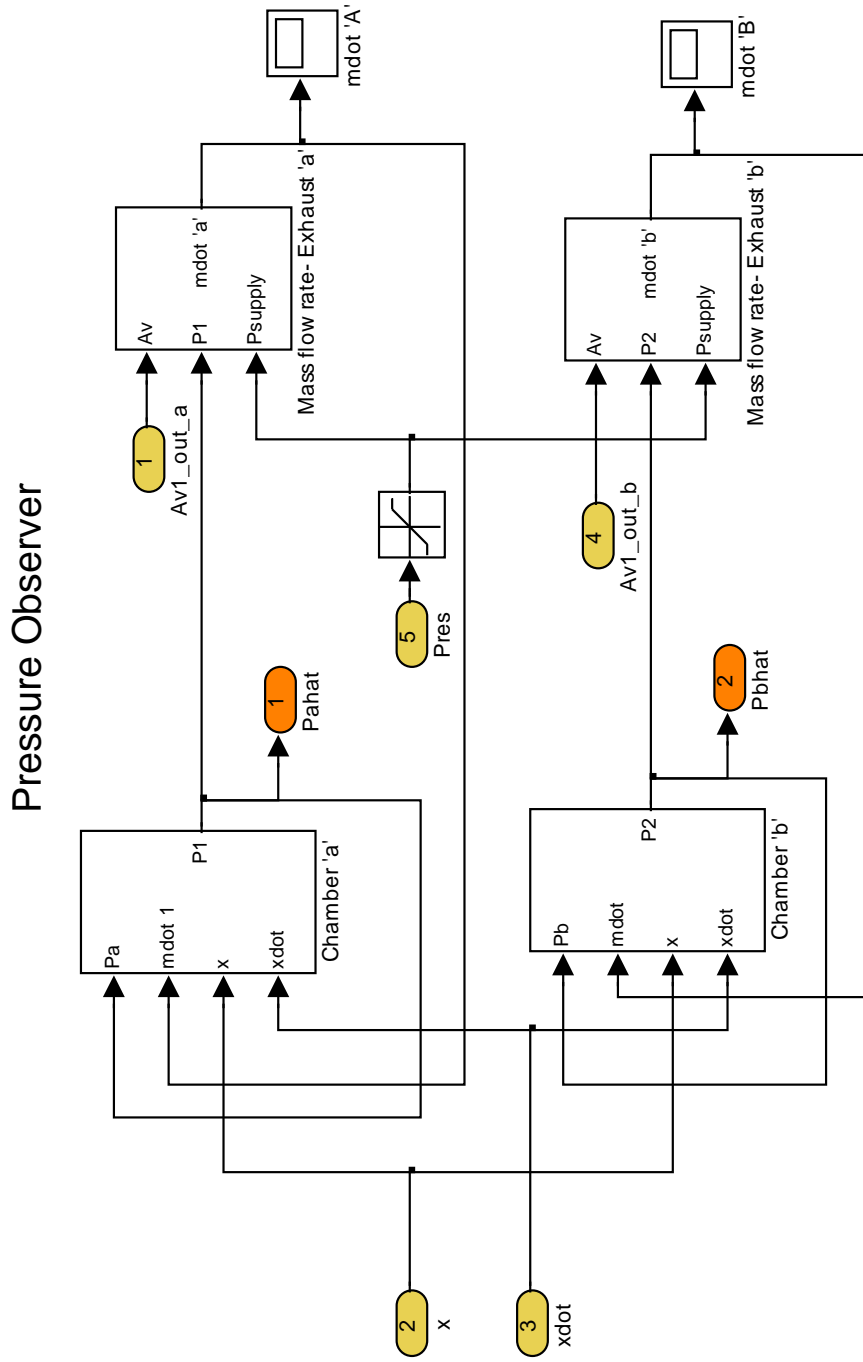 Pressure Observer
Pa
mdot 1
x
xdot
P1
Chamber 'a'
1
Pahat
1
Av1_out_a
Av
P1
Psupply
mdot 'a'
Mass flow rate- Exhaust 'a'
mdot 'A'
5
Pres
2
x
3
xdot
Pb
mdot
x
xdot
P2
Chamber 'b'
2
Pbhat
4
Av1_out_b
Av
P2
Psupply
mdot 'b'
Mass flow rate- Exhaust 'b'
mdot 'B'